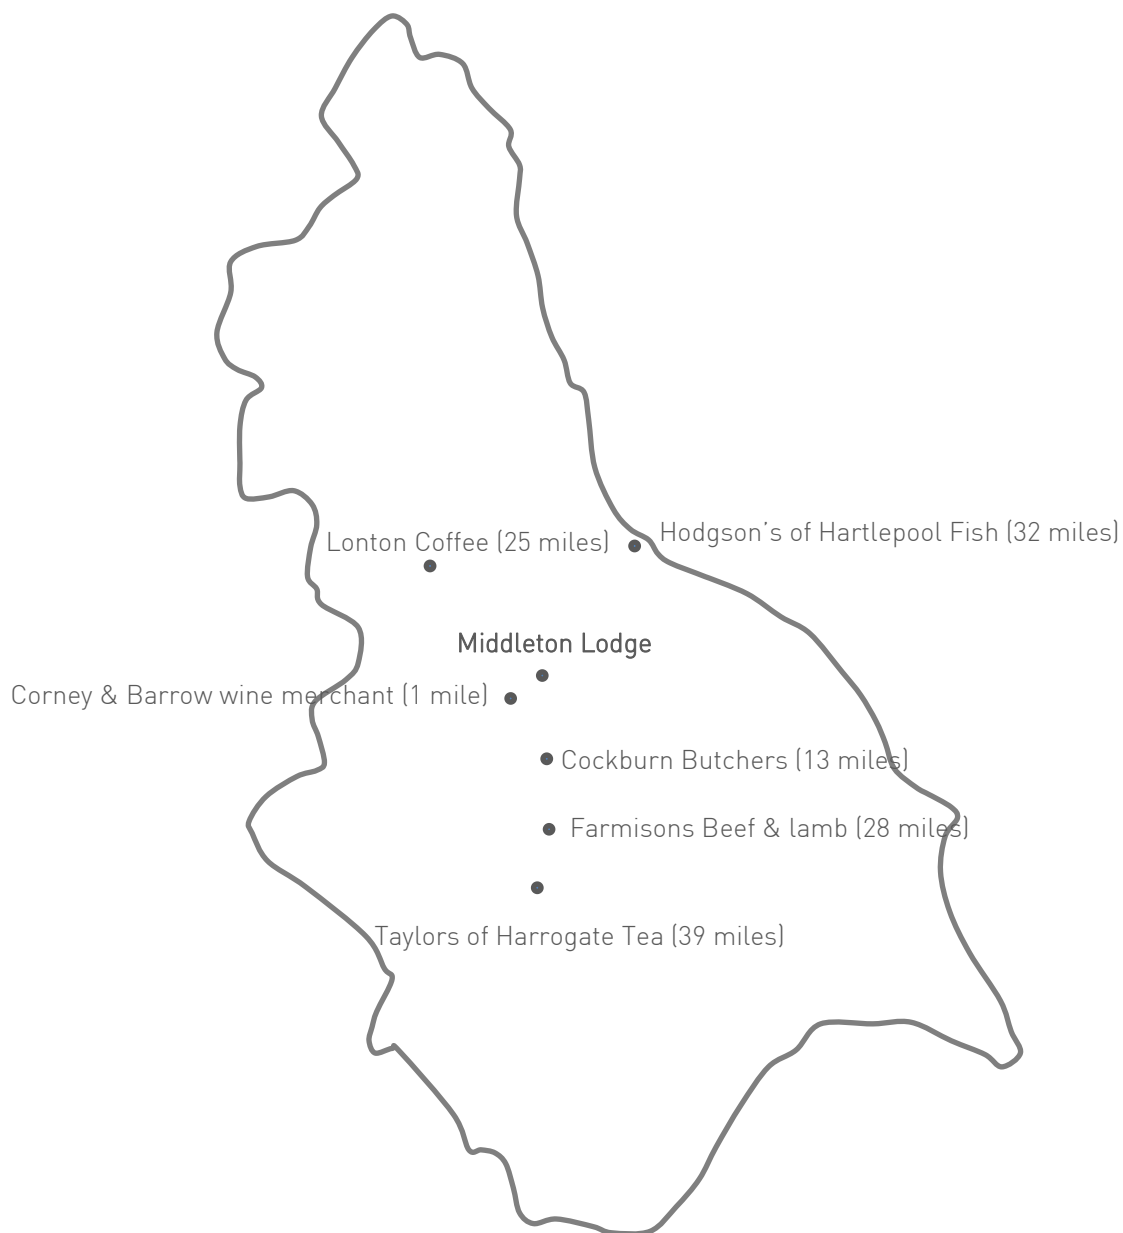 Hodgson's of Hartlepool Fish (32 miles)
Lonton Coffee (25 miles)
Middleton Lodge
Corney & Barrow wine merchant (1 mile)
Cockburn Butchers (13 miles)
Farmisons Beef & lamb (28 miles)
Taylors of Harrogate Tea (39 miles)